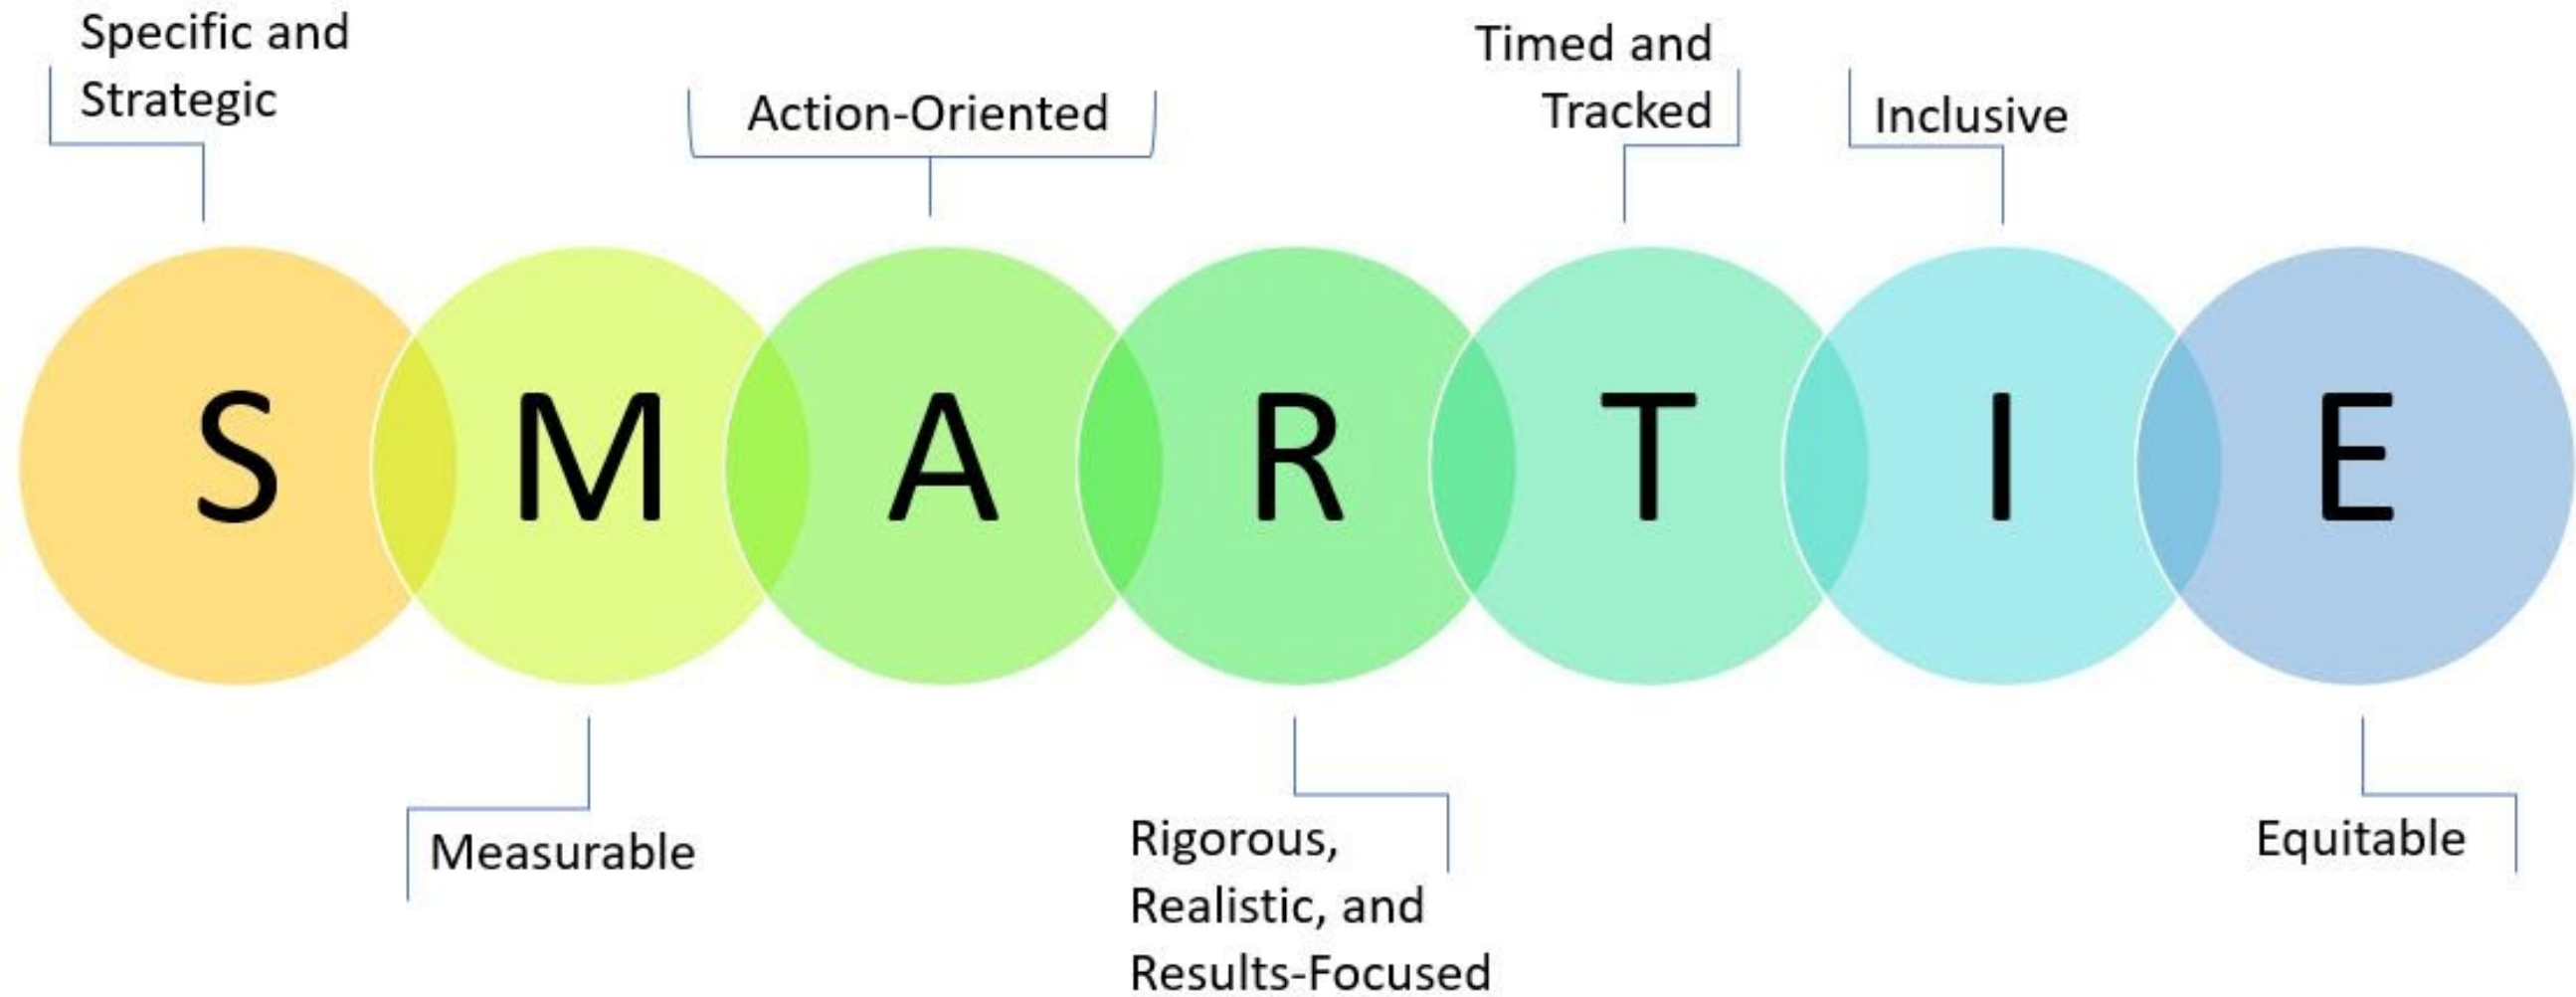 Specific and
Strategic
Action-Oriented
Timed and
Tracked
Inclusive
S M A R T I E
Measurable
Rigorous,
Realistic, and
Results-Focused
Equitable